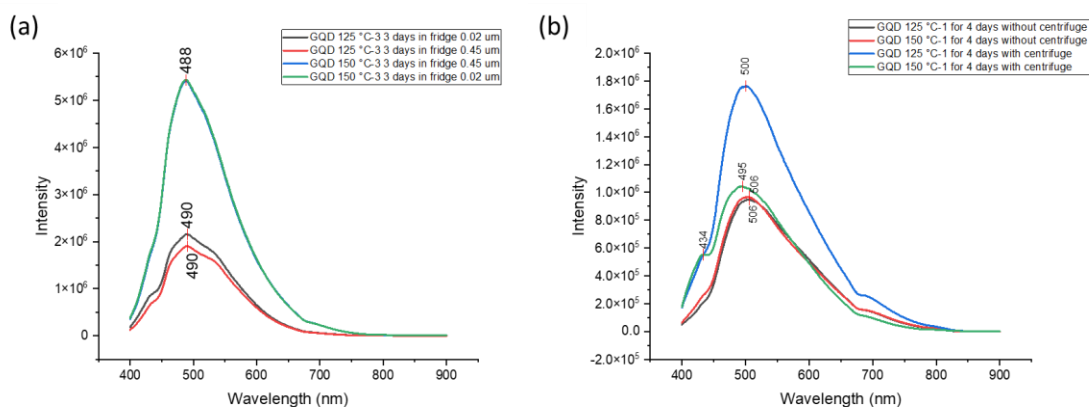 (a)
GQD 125 °C-3 3 days in fridge 0.02 um
GQD 125 °C-3 3 days in fridge 0.45 um
GQD 150 °C-3 3 days in fridge 0.45 um
GQD 150 °C-3 3 days in fridge 0.02 um
6×10⁶
5×10⁶
4×10⁶
3×10⁶
2×10⁶
1×10⁶
0
Intensity
488
490
490
400
500
600
700
800
900
Wavelength (nm)
(b)
GQD 125 °C-1 for 4 days without centrifuge
GQD 150 °C-1 for 4 days without centrifuge
GQD 125 °C-1 for 4 days with centrifuge
GQD 150 °C-1 for 4 days with centrifuge
2.0×10⁶
1.8×10⁶
1.6×10⁶
1.4×10⁶
1.2×10⁶
1.0×10⁶
8.0×10⁵
6.0×10⁵
4.0×10⁵
2.0×10⁵
0.0
-2.0×10⁵
Intensity
500
495
506
506
434
400
500
600
700
800
900
Wavelength (nm)